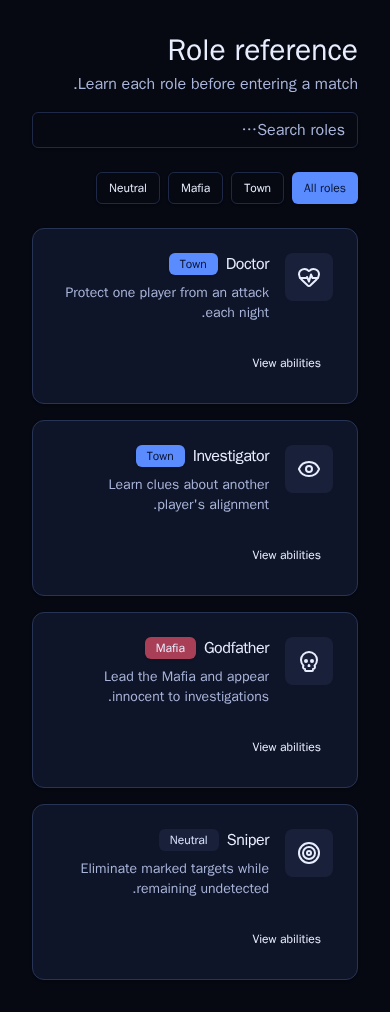 Role reference
.Learn each role before entering a match
…Search roles
Neutral Mafia Town All roles
Town Doctor
Protect one player from an attack
.each night
View abilities
Town Investigator
Learn clues about another
.player's alignment
View abilities
Mafia Godfather
Lead the Mafia and appear
.innocent to investigations
View abilities
Neutral Sniper
Eliminate marked targets while
.remaining undetected
View abilities